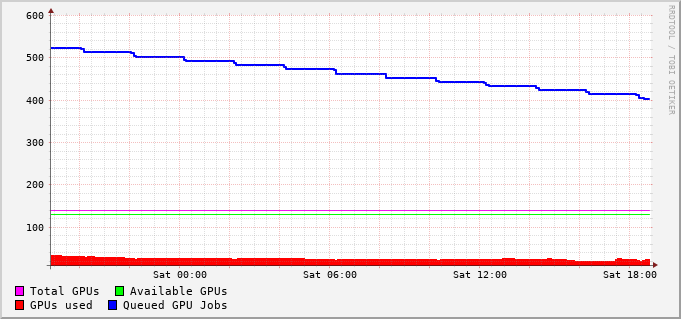 600
500
400
300
200
100
Sat 00:00 Sat 06:00 Sat 12:00 Sat 18:00
Total GPUs Available GPUs
GPUs used Queued GPU Jobs
RRDTOOL / TOBI OETIKER